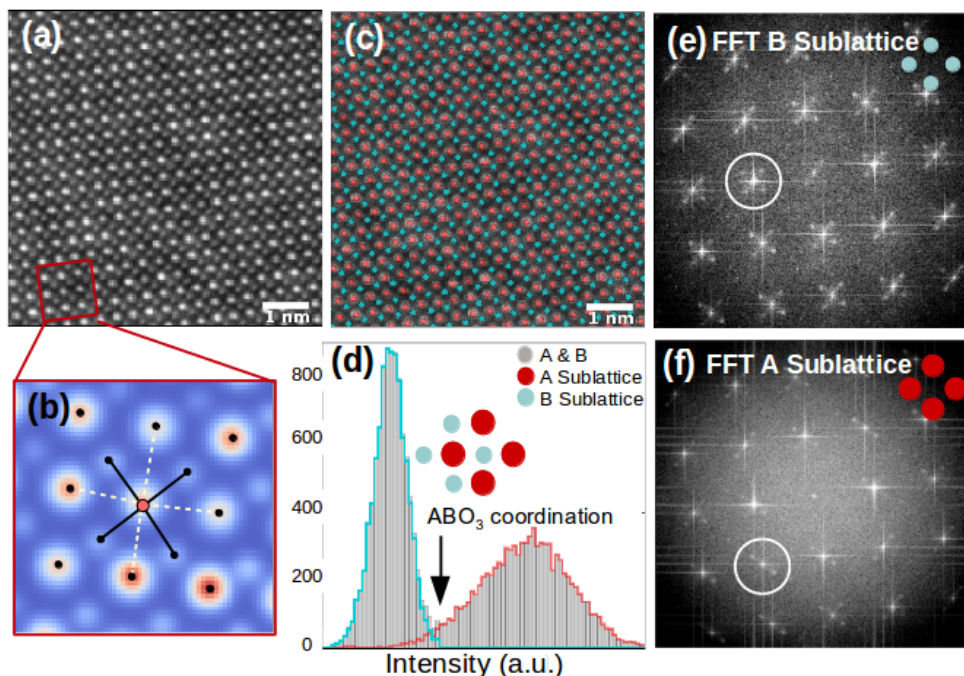 (a)
1 nm
(b)
(c)
1 nm
(d)
A & B
A Sublattice
B Sublattice
ABO₃ coordination
800
600
400
200
0
Intensity (a.u.)
(e) FFT B Sublattice
(f) FFT A Sublattice